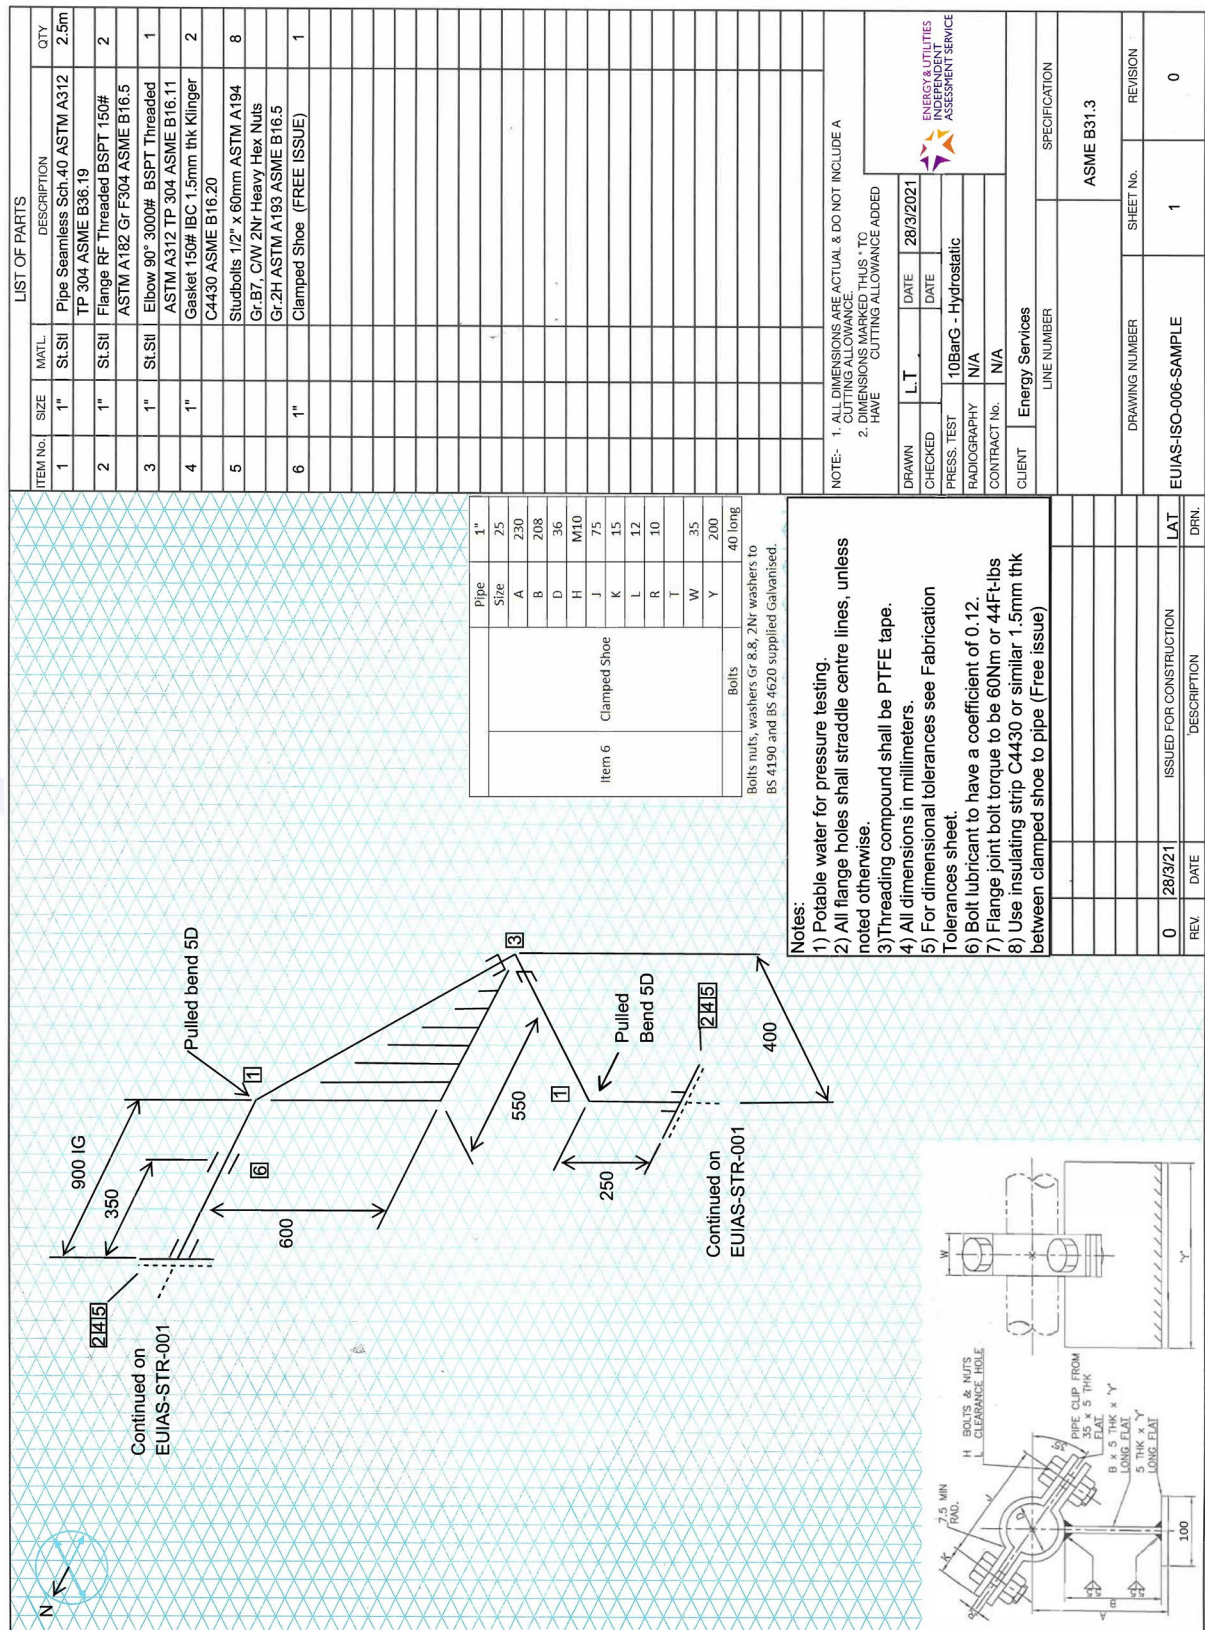 LIST OF PARTS
ITEM No. SIZE MATL. DESCRIPTION QTY
1 1" St.Stl Pipe Seamless Sch.40 ASTM A312 2.5m
TP 304 ASME B36.19
2 1" St.Stl Flange RF Threaded BSPT 150# 2
ASTM A182 Gr F304 ASME B16.5
3 1" St.Stl Elbow 90° 3000# BSPT Threaded 1
ASTM A312 TP 304 ASME B16.11
4 1" Gasket 150# IBC 1.5mm thk Klinger 2
C4430 ASME B16.20
5 Studbolts 1/2" x 60mm ASTM A194 8
Gr.B7, C/W 2Nr Heavy Hex Nuts
Gr.2H ASTM A193 ASME B16.5
6 1" Clamped Shoe (FREE ISSUE) 1
NOTE:- 1. ALL DIMENSIONS ARE ACTUAL & DO NOT INCLUDE A
CUTTING ALLOWANCE.
2. DIMENSIONS MARKED THUS * TO
HAVE CUTTING ALLOWANCE ADDED
DRAWN L.T DATE 28/3/2021
CHECKED DATE
PRESS. TEST 10BarG - Hydrostatic
RADIOGRAPHY N/A
CONTRACT No. N/A
ENERGY & UTILITIES
INDEPENDENT
ASSESSMENT SERVICE
CLIENT Energy Services
LINE NUMBER SPECIFICATION
ASME B31.3
DRAWING NUMBER SHEET No. REVISION
EUIAS-ISO-006-SAMPLE 1 0
N
Continued on
EUIAS-STR-001
2 4 5
900 IG
350
6
600
1
Pulled bend 5D
3
550
1
Pulled
Bend 5D
250
2 4 5
400
Continued on
EUIAS-STR-001
Pipe 1"
Size 25
A 230
B 208
D 36
H M10
Item 6 Clamped Shoe J 75
K 15
L 12
R 10
T
W 35
Y 200
Bolts 40 long
Bolts nuts, washers Gr 8.8, 2Nr washers to
BS 4190 and BS 4620 supplied Galvanised.
Notes:
1) Potable water for pressure testing.
2) All flange holes shall straddle centre lines, unless
noted otherwise.
3)Threading compound shall be PTFE tape.
4) All dimensions in millimeters.
5) For dimensional tolerances see Fabrication
Tolerances sheet.
6) Bolt lubricant to have a coefficient of 0.12.
7) Flange joint bolt torque to be 60Nm or 44Ft-lbs
8) Use insulating strip C4430 or similar 1.5mm thk
between clamped shoe to pipe (Free issue)
0 28/3/21 ISSUED FOR CONSTRUCTION LAT
REV. DATE DESCRIPTION DRN.
7.5 MIN
RAD.
H BOLTS & NUTS
L CLEARANCE HOLE
K
J
D
R
PIPE CLIP FROM
35 x 5 THK
FLAT
B x 5 THK x 'Y'
LONG FLAT
5 THK x 'Y'
LONG FLAT
A
B
100
W
'Y'